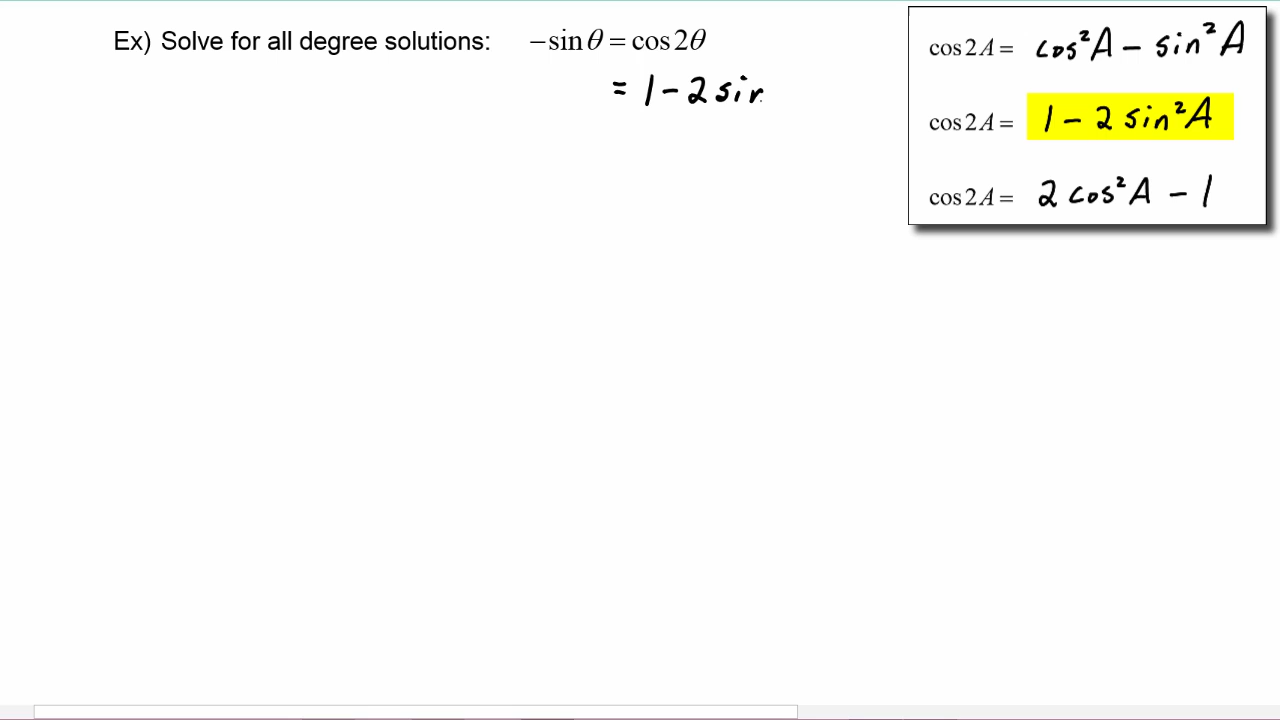 Ex) Solve for all degree solutions: −sin θ = cos 2θ
= 1 − 2 sin
cos 2A = cos²A − sin²A
cos 2A = 1 − 2 sin²A
cos 2A = 2 cos²A − 1